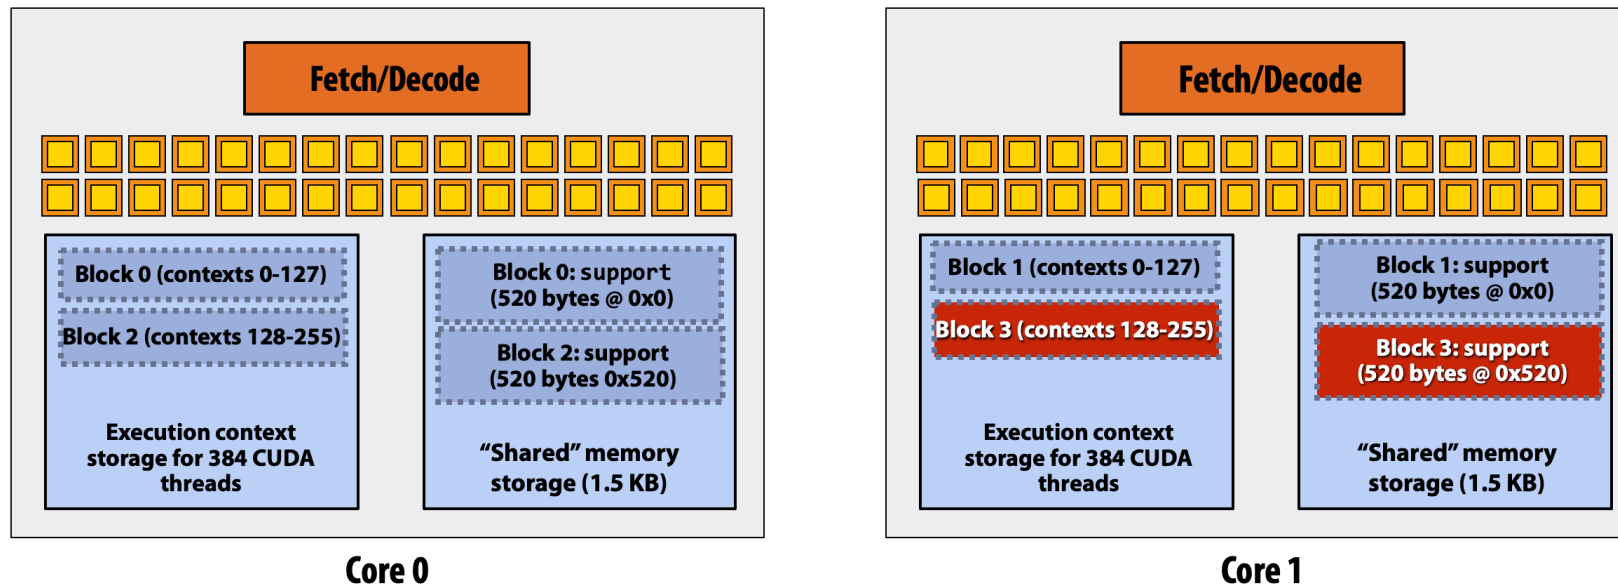 Fetch/Decode
Block 0 (contexts 0-127)
Block 2 (contexts 128-255)
Execution context
storage for 384 CUDA
threads
Block 0: support
(520 bytes @ 0x0)
Block 2: support
(520 bytes 0x520)
“Shared” memory
storage (1.5 KB)
Core 0
Fetch/Decode
Block 1 (contexts 0-127)
Block 3 (contexts 128-255)
Execution context
storage for 384 CUDA
threads
Block 1: support
(520 bytes @ 0x0)
Block 3: support
(520 bytes @ 0x520)
“Shared” memory
storage (1.5 KB)
Core 1